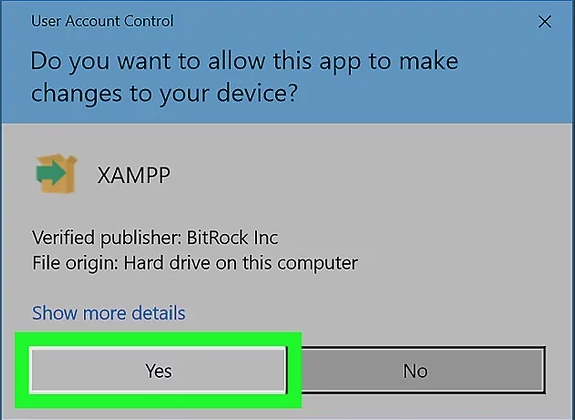 User Account Control
Do you want to allow this app to make
changes to your device?
XAMPP
Verified publisher: BitRock Inc
File origin: Hard drive on this computer
Show more details
Yes No